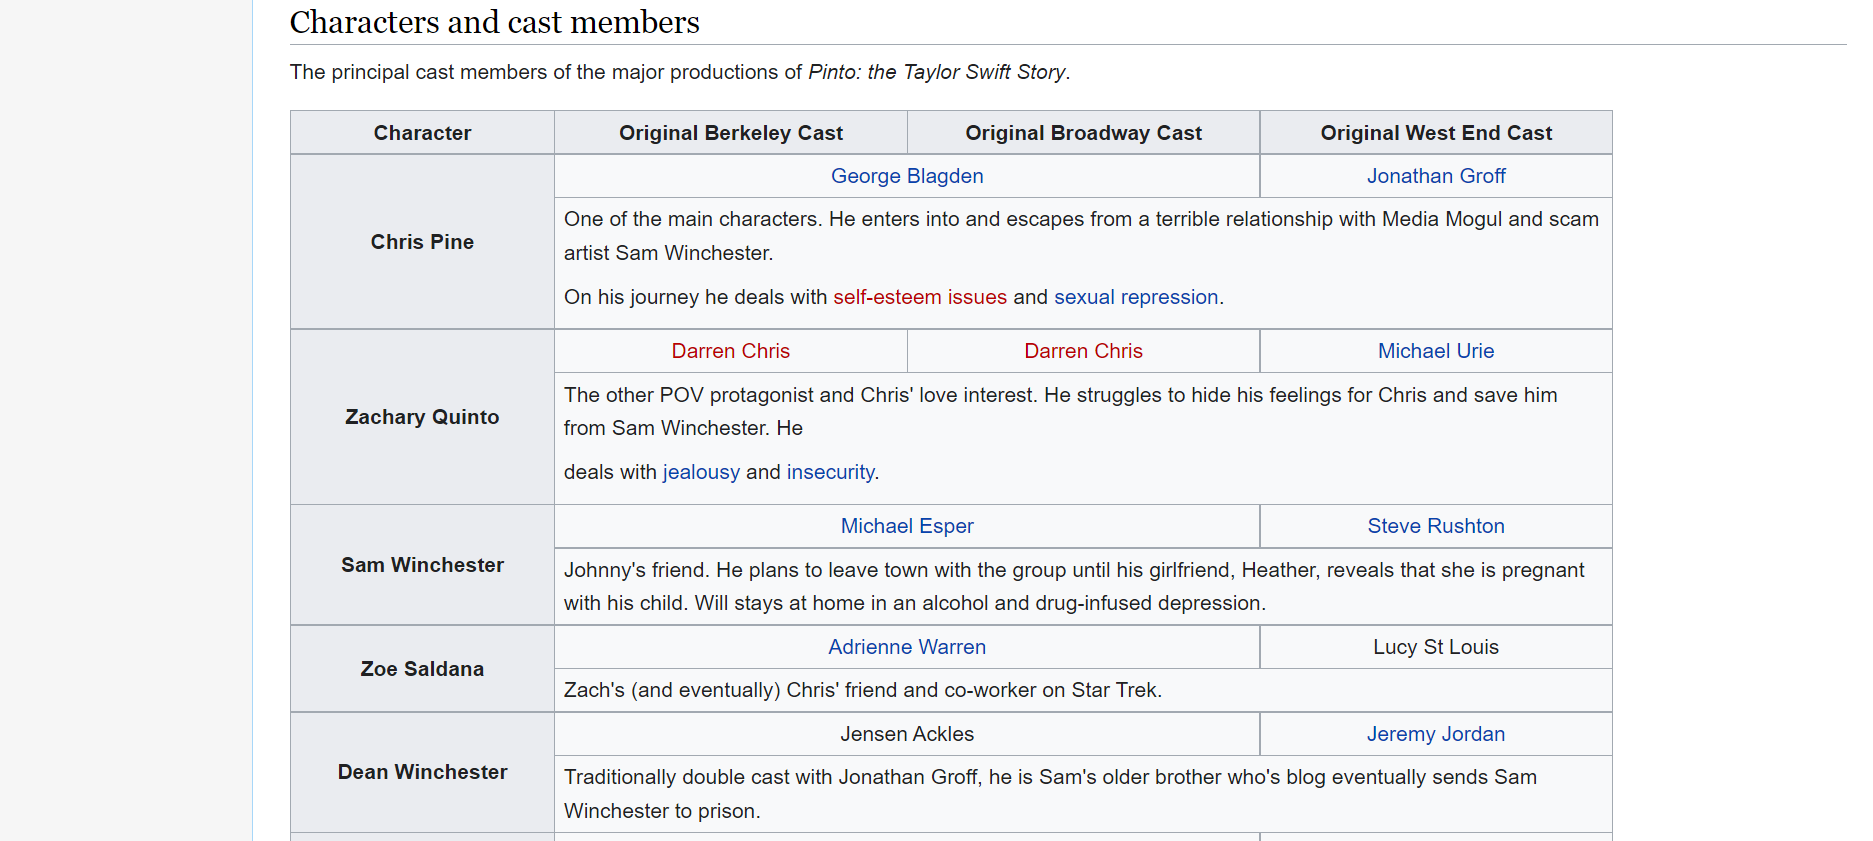 Characters and cast members
The principal cast members of the major productions of Pinto: the Taylor Swift Story.
Character Original Berkeley Cast Original Broadway Cast Original West End Cast
Chris Pine
George Blagden Jonathan Groff
One of the main characters. He enters into and escapes from a terrible relationship with Media Mogul and scam
artist Sam Winchester.
On his journey he deals with self-esteem issues and sexual repression.
Zachary Quinto
Darren Chris Darren Chris Michael Urie
The other POV protagonist and Chris' love interest. He struggles to hide his feelings for Chris and save him
from Sam Winchester. He
deals with jealousy and insecurity.
Sam Winchester
Michael Esper Steve Rushton
Johnny's friend. He plans to leave town with the group until his girlfriend, Heather, reveals that she is pregnant
with his child. Will stays at home in an alcohol and drug-infused depression.
Zoe Saldana
Adrienne Warren Lucy St Louis
Zach's (and eventually) Chris' friend and co-worker on Star Trek.
Dean Winchester
Jensen Ackles Jeremy Jordan
Traditionally double cast with Jonathan Groff, he is Sam's older brother who's blog eventually sends Sam
Winchester to prison.